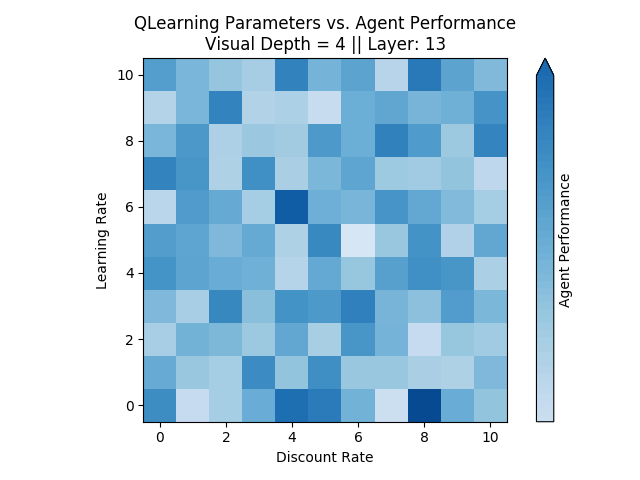 QLearning Parameters vs. Agent Performance
Visual Depth = 4 || Layer: 13
10
8
6
4
2
0
Learning Rate
0 2 4 6 8 10
Discount Rate
Agent Performance